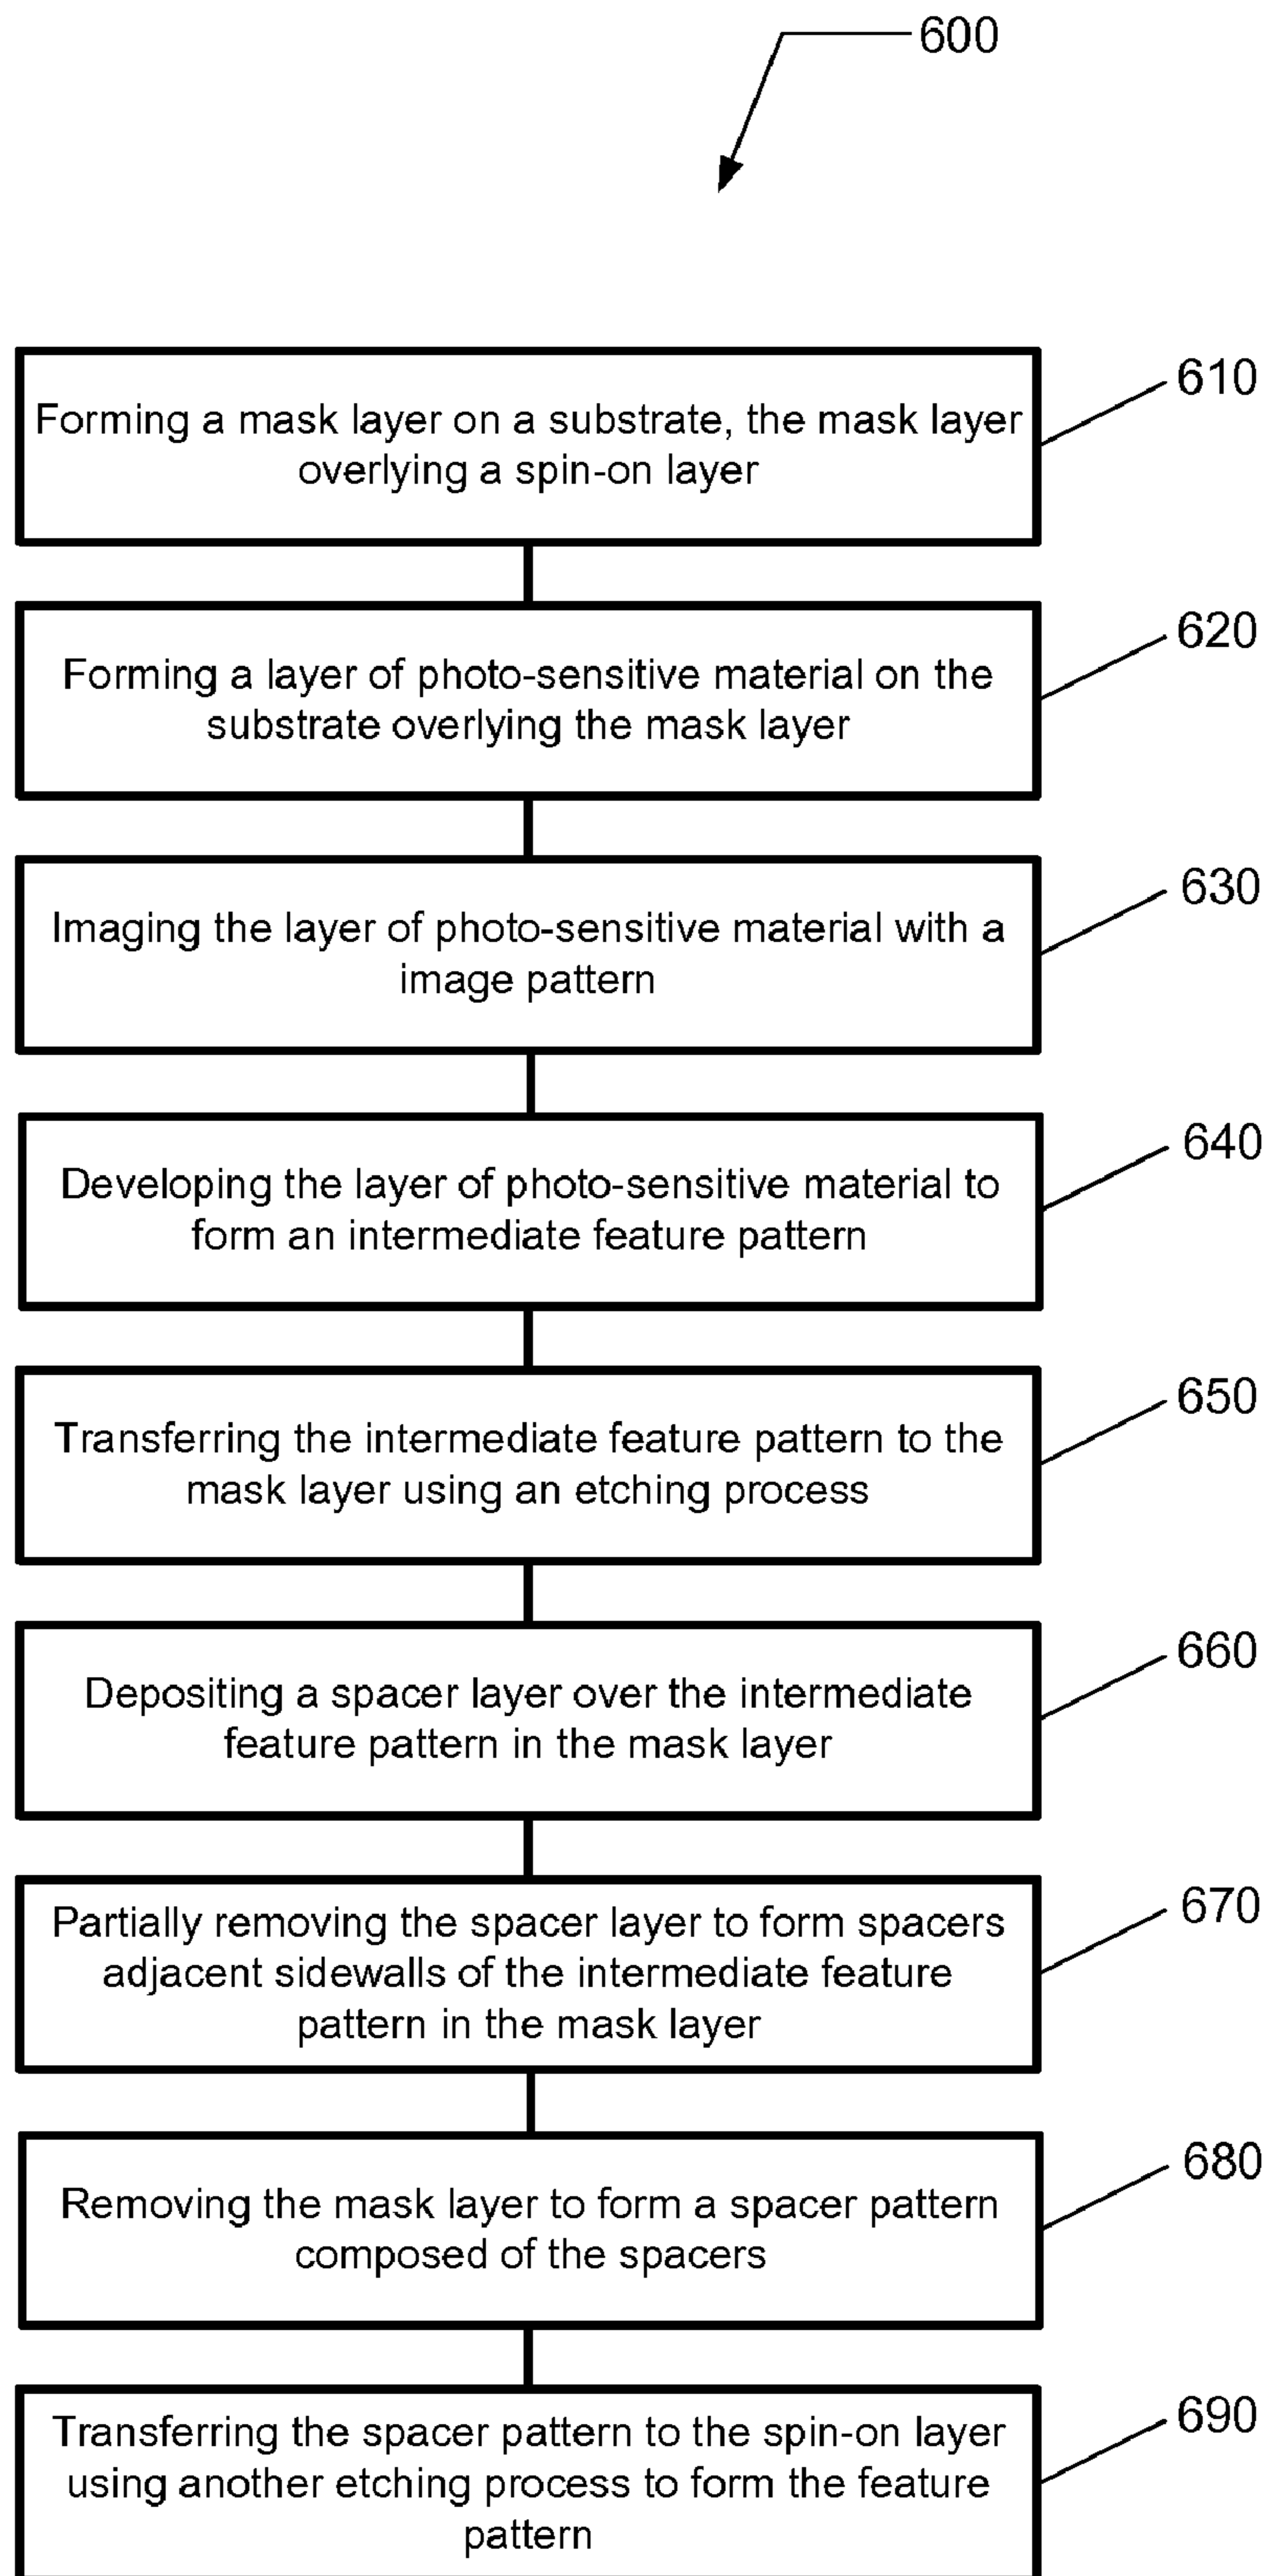 600
Forming a mask layer on a substrate, the mask layer
overlying a spin-on layer
610
Forming a layer of photo-sensitive material on the
substrate overlying the mask layer
620
Imaging the layer of photo-sensitive material with a
image pattern
630
Developing the layer of photo-sensitive material to
form an intermediate feature pattern
640
Transferring the intermediate feature pattern to the
mask layer using an etching process
650
Depositing a spacer layer over the intermediate
feature pattern in the mask layer
660
Partially removing the spacer layer to form spacers
adjacent sidewalls of the intermediate feature
pattern in the mask layer
670
Removing the mask layer to form a spacer pattern
composed of the spacers
680
Transferring the spacer pattern to the spin-on layer
using another etching process to form the feature
pattern
690